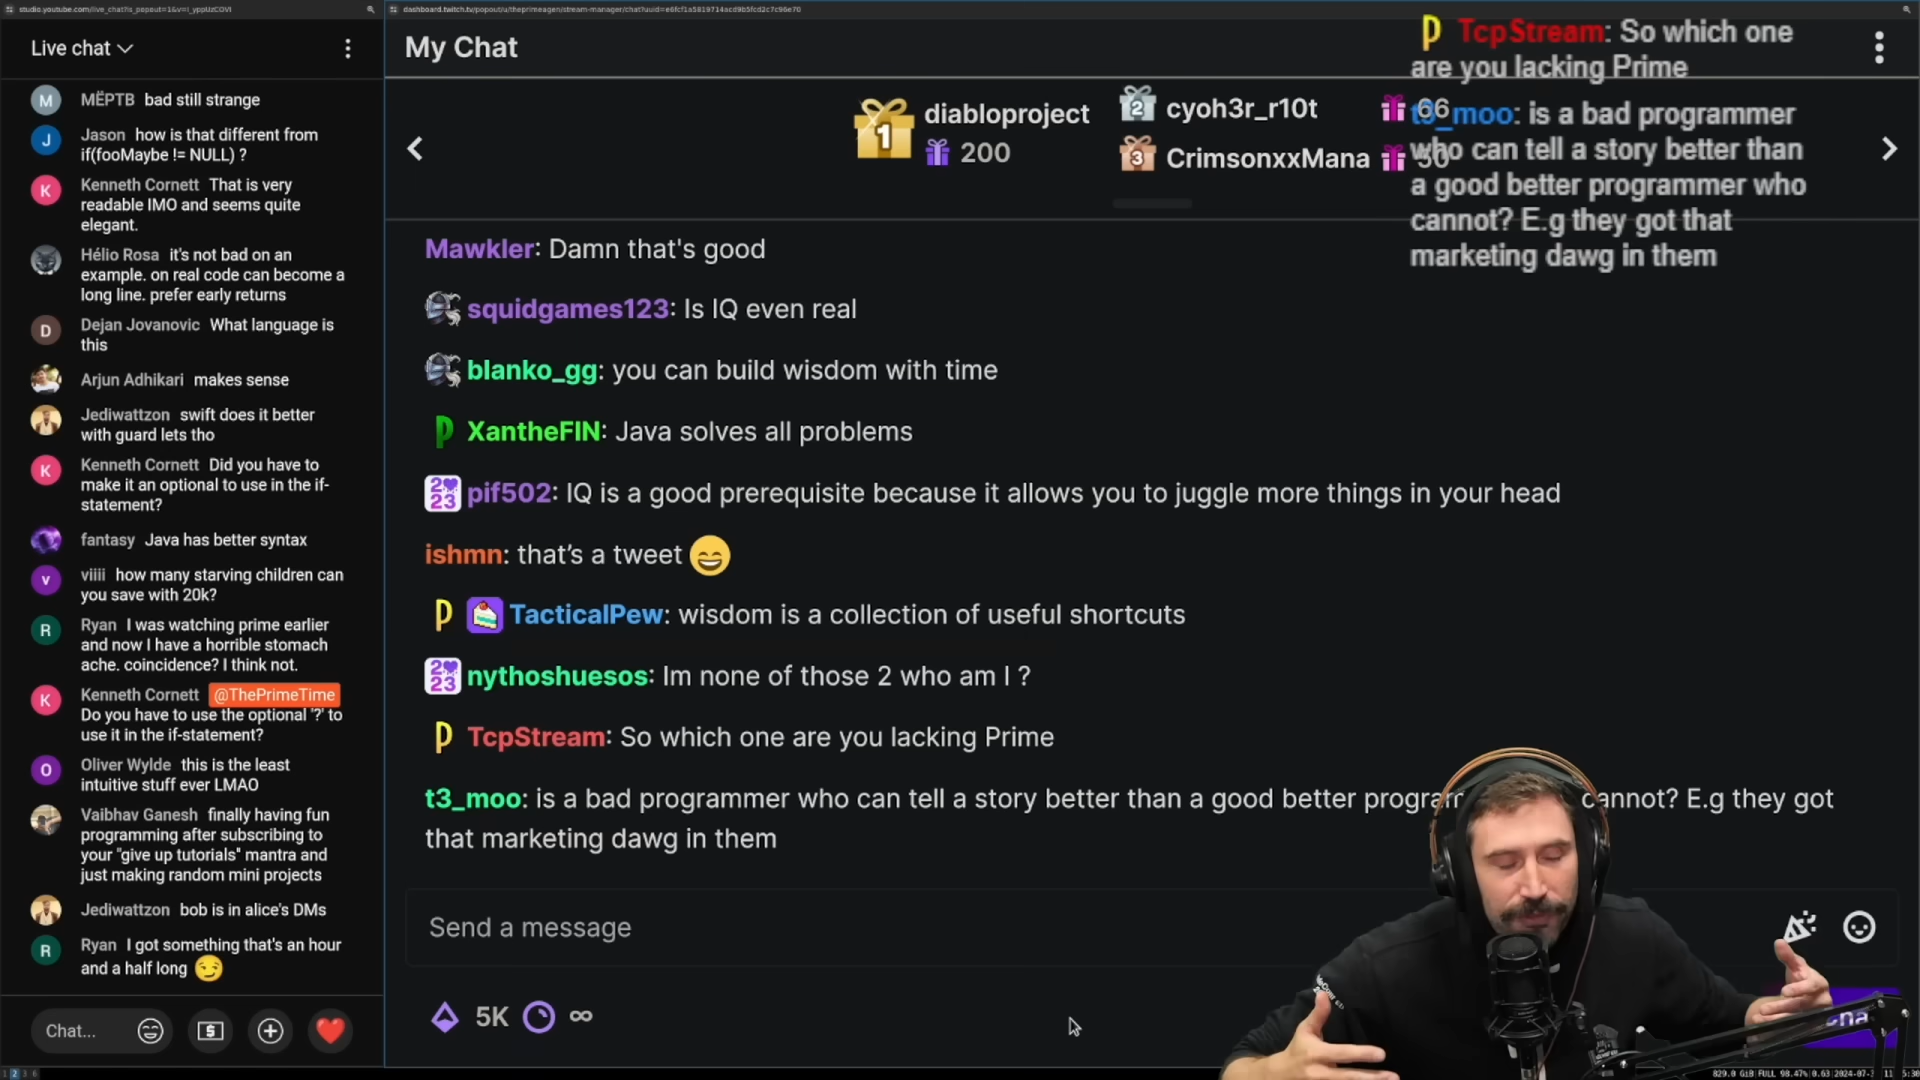 studio.youtube.com/live_chat?is_popout=1&v=
Live chat
M MËPTB bad still strange
J Jason how is that different from
if(fooMaybe != NULL) ?
K Kenneth Cornett That is very
readable IMO and seems quite
elegant.
Hélio Rosa it's not bad on an
example. on real code can become a
long line. prefer early returns
D Dejan Jovanovic What language is
this
Arjun Adhikari makes sense
Jediwattzon swift does it better
with guard lets tho
K Kenneth Cornett Did you have to
make it an optional to use in the if-
statement?
fantasy Java has better syntax
v viiii how many starving children can
you save with 20k?
R Ryan I was watching prime earlier
and now I have a horrible stomach
ache. coincidence? I think not.
K Kenneth Cornett @ThePrimeTime
Do you have to use the optional '?' to
use it in the if-statement?
O Oliver Wylde this is the least
intuitive stuff ever LMAO
Vaibhav Ganesh finally having fun
programming after subscribing to
your "give up tutorials" mantra and
just making random mini projects
Jediwattzon bob is in alice's DMs
R Ryan I got something that's an hour
and a half long 😏
Chat...
My Chat
1 diabloproject
200
2 cyoh3r_r10t 66
3 CrimsonxxMana 50
TcpStream: So which one
are you lacking Prime
t3_moo: is a bad programmer
who can tell a story better than
a good better programmer who
cannot? E.g they got that
marketing dawg in them
Mawkler: Damn that's good
squidgames123: Is IQ even real
blanko_gg: you can build wisdom with time
XantheFIN: Java solves all problems
2023 pif502: IQ is a good prerequisite because it allows you to juggle more things in your head
ishmn: that's a tweet 😄
TacticalPew: wisdom is a collection of useful shortcuts
2023 nythoshuesos: Im none of those 2 who am I ?
TcpStream: So which one are you lacking Prime
t3_moo: is a bad programmer who can tell a story better than a good better cannot? E.g they got
that marketing dawg in them
Send a message
5K ∞